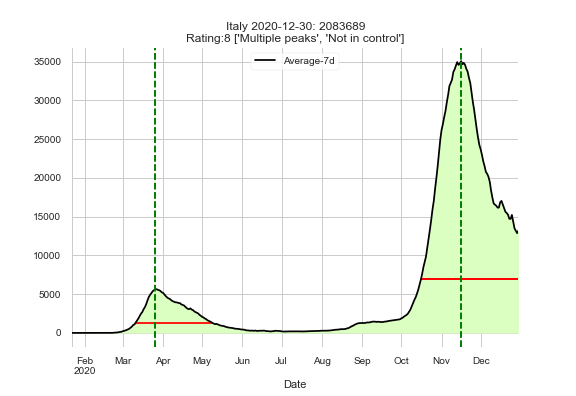 Italy 2020-12-30: 2083689
Rating:8 ['Multiple peaks', 'Not in control']
Average-7d
35000
30000
25000
20000
15000
10000
5000
0
Feb Mar Apr May Jun Jul Aug Sep Oct Nov Dec
2020
Date